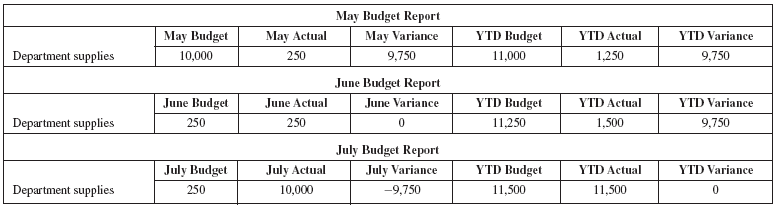 May Budget Report
May Budget May Actual May Variance YTD Budget YTD Actual YTD Variance
Department supplies 10,000 250 9,750 11,000 1,250 9,750
June Budget Report
June Budget June Actual June Variance YTD Budget YTD Actual YTD Variance
Department supplies 250 250 0 11,250 1,500 9,750
July Budget Report
July Budget July Actual July Variance YTD Budget YTD Actual YTD Variance
Department supplies 250 10,000 −9,750 11,500 11,500 0